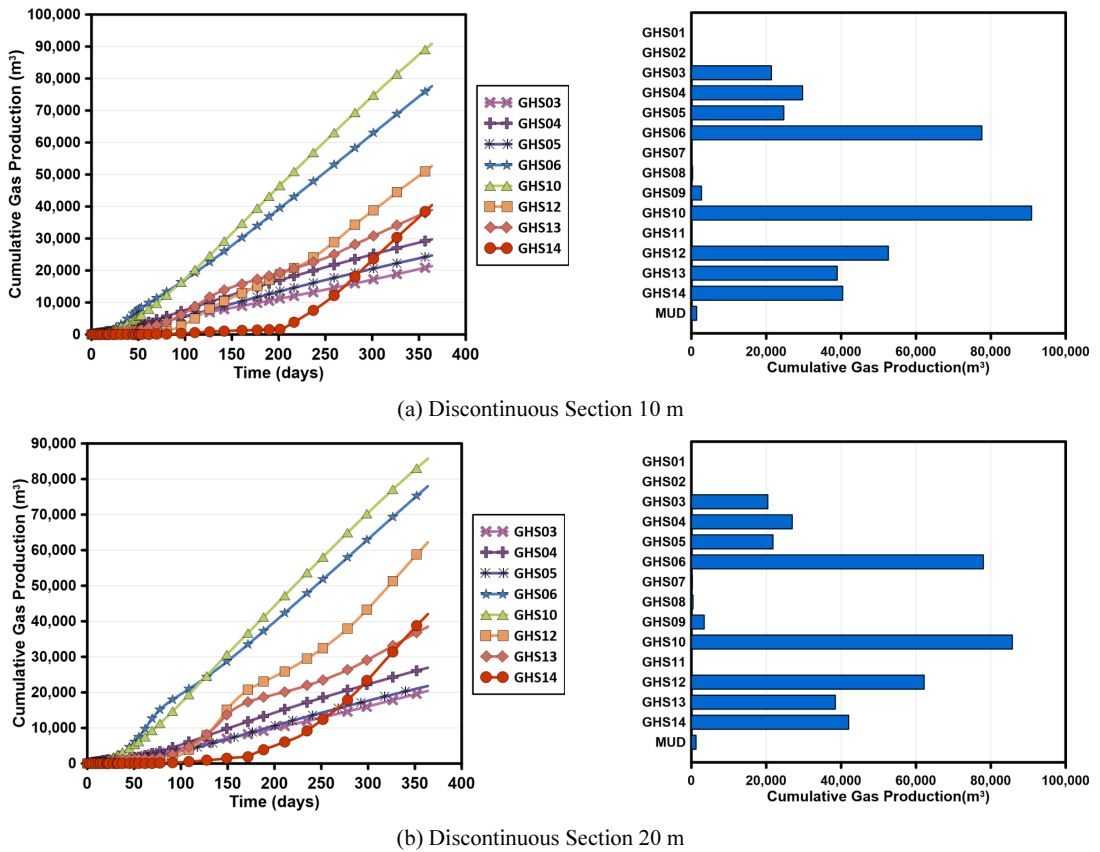 100,000
90,000
80,000
70,000
60,000
50,000
40,000
30,000
20,000
10,000
0
Cumulative Gas Production (m³)
0 50 100 150 200 250 300 350 400
Time (days)
GHS03
GHS04
GHS05
GHS06
GHS10
GHS12
GHS13
GHS14
GHS01
GHS02
GHS03
GHS04
GHS05
GHS06
GHS07
GHS08
GHS09
GHS10
GHS11
GHS12
GHS13
GHS14
MUD
0 20,000 40,000 60,000 80,000 100,000
Cumulative Gas Production(m³)
(a) Discontinuous Section 10 m
90,000
80,000
70,000
60,000
50,000
40,000
30,000
20,000
10,000
0
Cumulative Gas Production (m³)
0 50 100 150 200 250 300 350 400
Time (days)
GHS03
GHS04
GHS05
GHS06
GHS10
GHS12
GHS13
GHS14
GHS01
GHS02
GHS03
GHS04
GHS05
GHS06
GHS07
GHS08
GHS09
GHS10
GHS11
GHS12
GHS13
GHS14
MUD
0 20,000 40,000 60,000 80,000 100,000
Cumulative Gas Production(m³)
(b) Discontinuous Section 20 m